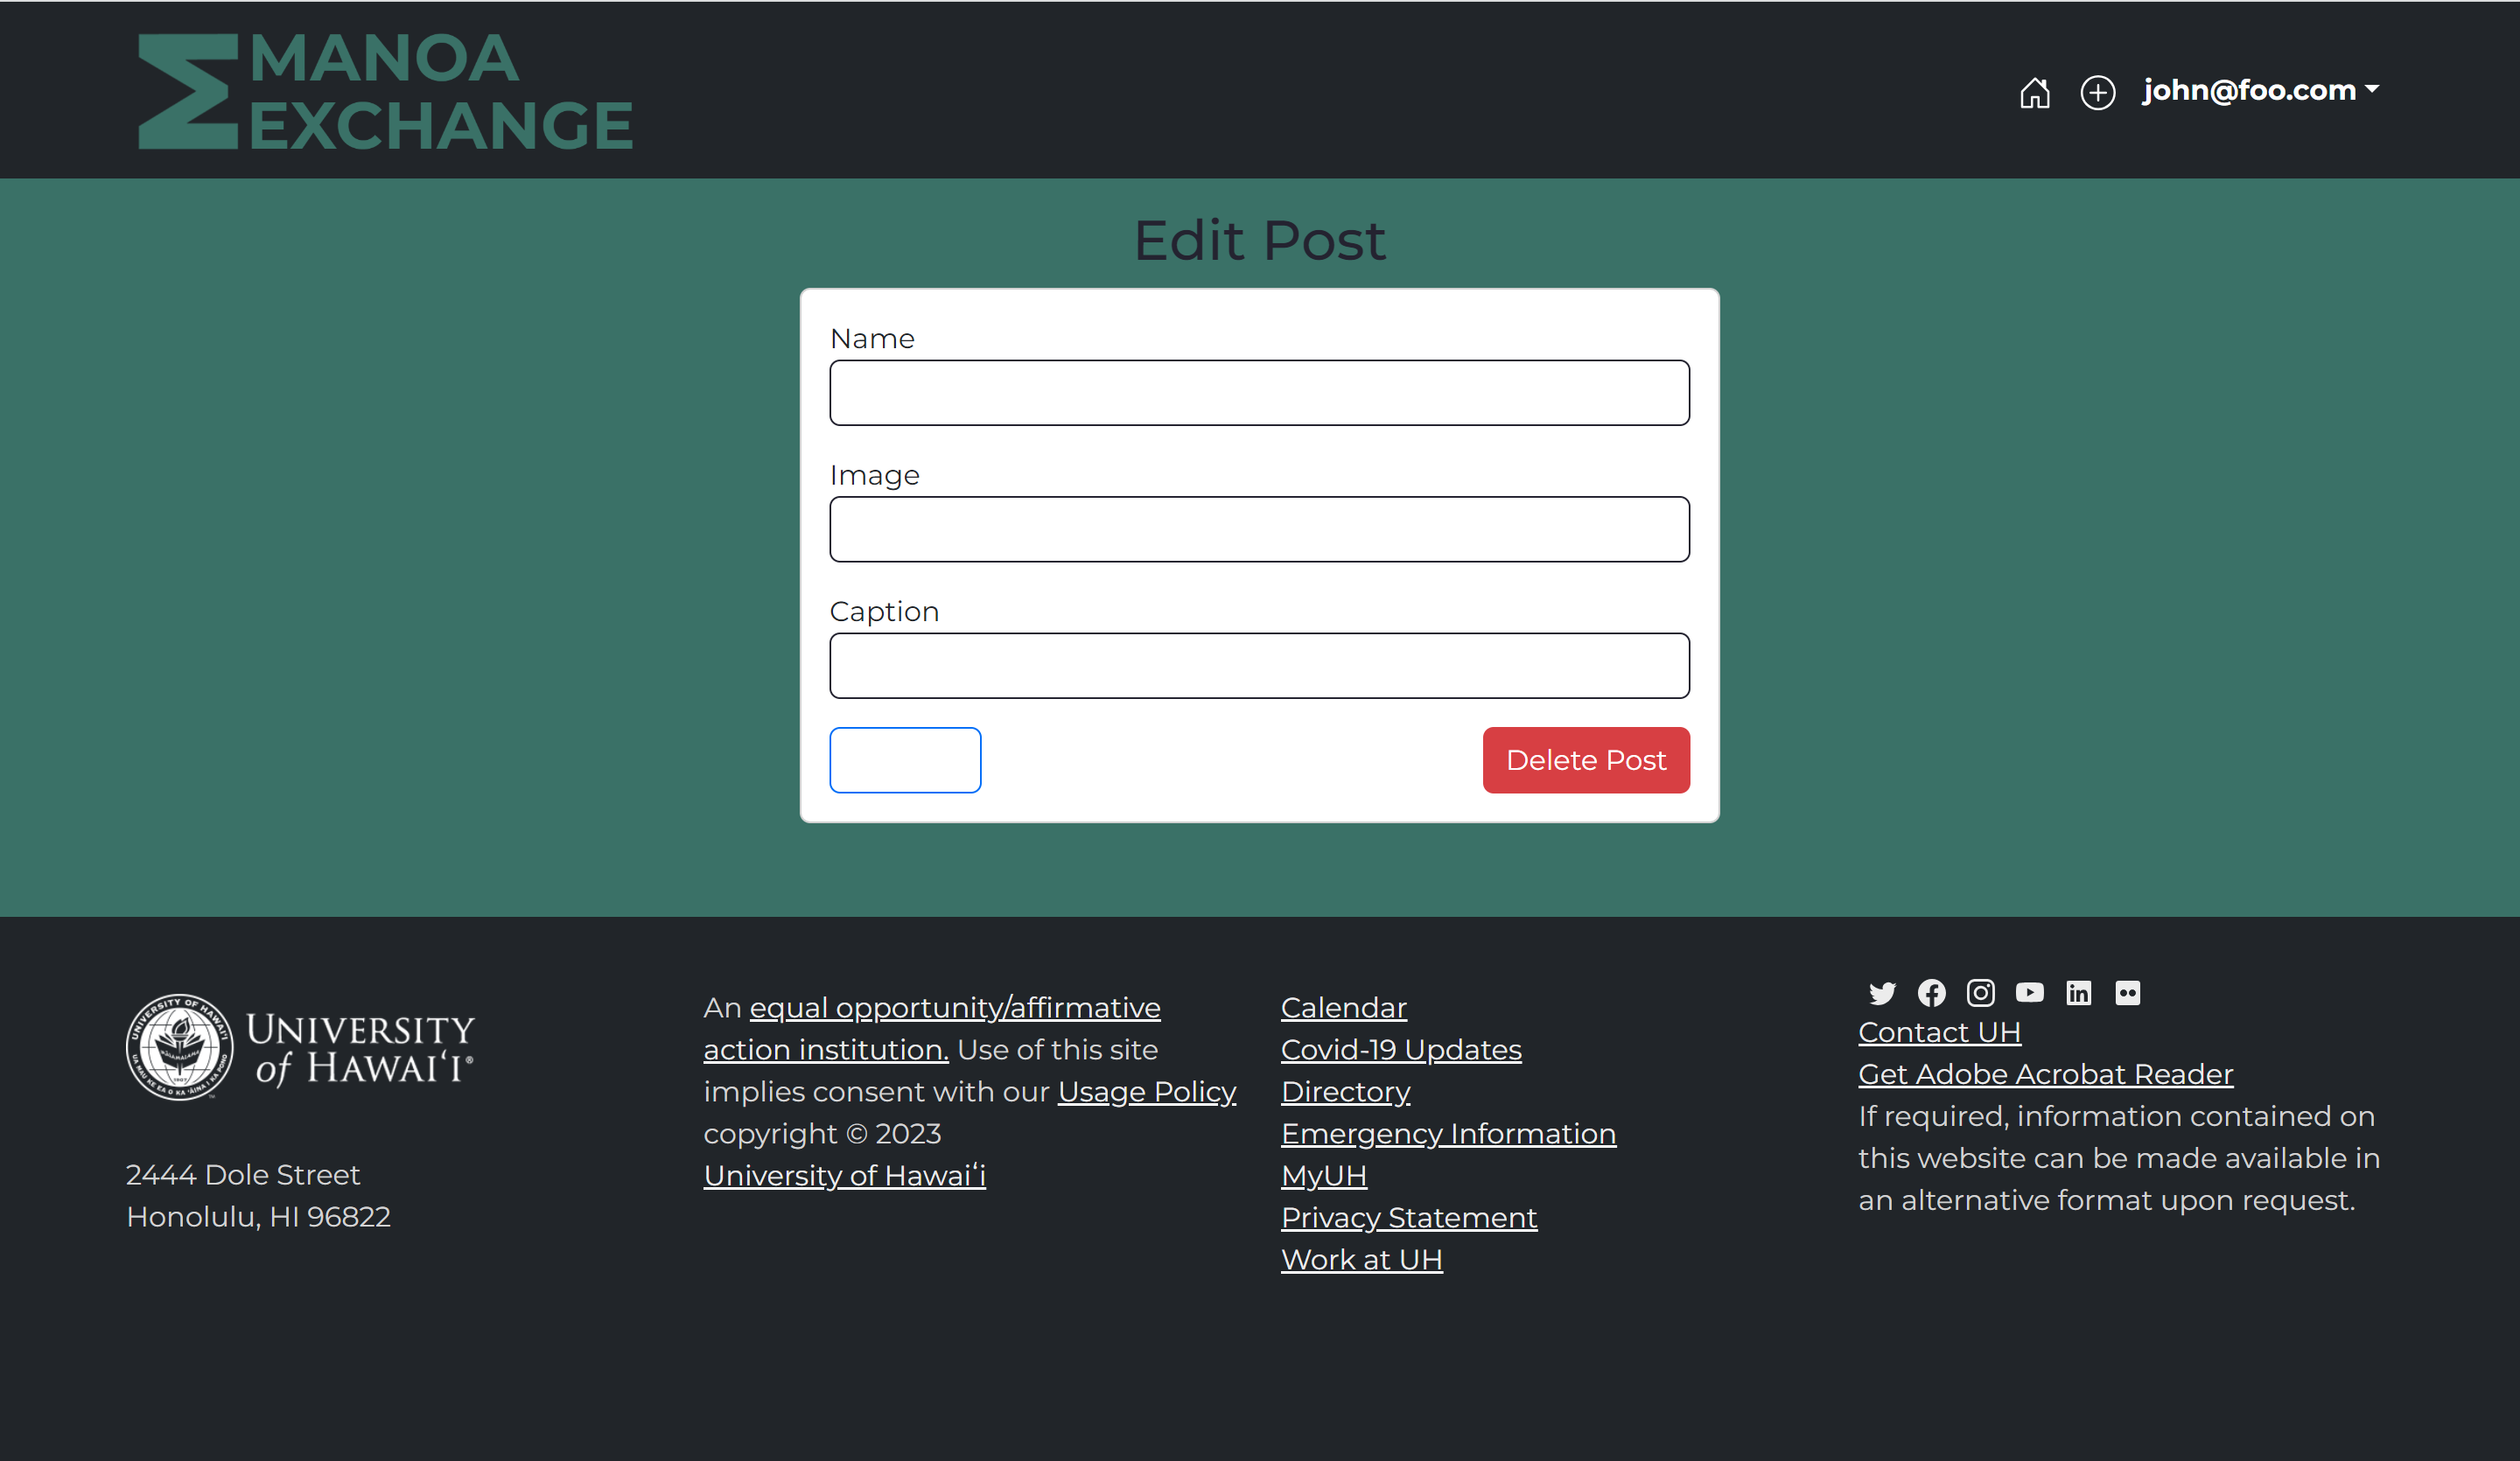 MANOA
EXCHANGE
john@foo.com
Edit Post
Name
Image
Caption
Delete Post
UNIVERSITY
of HAWAIʻI®
2444 Dole Street
Honolulu, HI 96822
An equal opportunity/affirmative
action institution. Use of this site
implies consent with our Usage Policy
copyright © 2023
University of Hawaiʻi
Calendar
Covid-19 Updates
Directory
Emergency Information
MyUH
Privacy Statement
Work at UH
Contact UH
Get Adobe Acrobat Reader
If required, information contained on
this website can be made available in
an alternative format upon request.